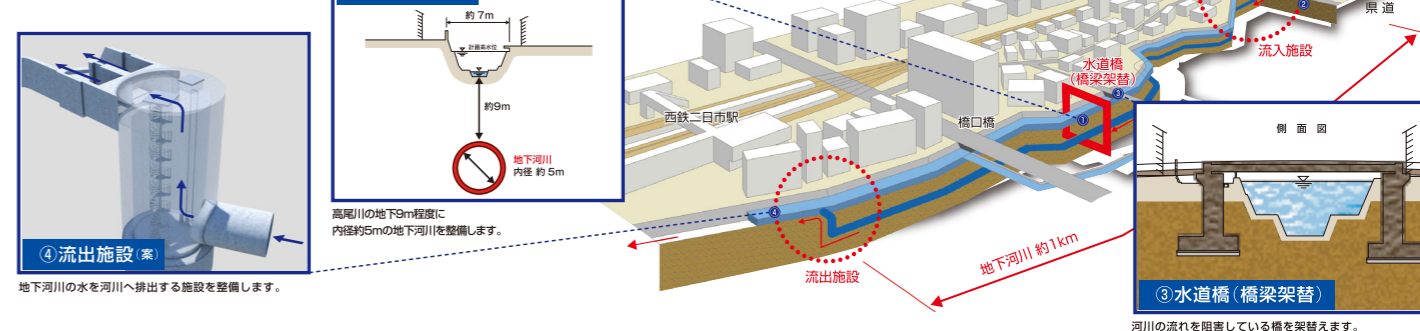 約 7m
計画高水位
約9m
地下河川
内径 約 5m
高尾川の地下9m程度に
内径約5mの地下河川を整備します。
④流出施設(案)
地下河川の水を河川へ排出する施設を整備します。
西鉄二日市駅
橋口橋
水道橋
(橋梁架替)
①
③
④
②
県道
流入施設
流出施設
地下河川 約1km
側面図
③水道橋(橋梁架替)
河川の流れを阻害している橋を架替えます。